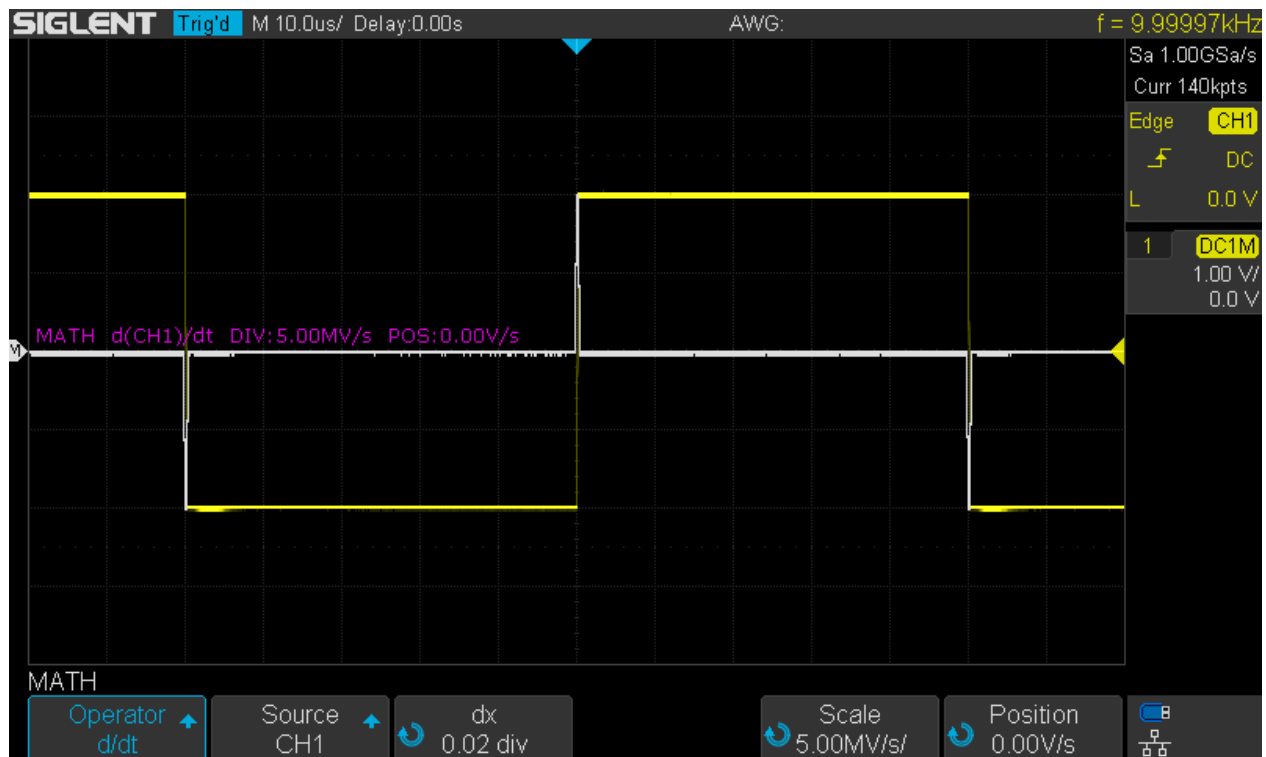 SIGLENT Trig'd M 10.0us/ Delay:0.00s AWG: f = 9.99997kHz
Sa 1.00GSa/s
Curr 140kpts
Edge CH1
DC
L 0.0 V
1 DC1M
1.00 V/
0.0 V
MATH d(CH1)/dt DIV:5.00MV/s POS:0.00V/s
M
MATH
Operator Source dx Scale Position
d/dt CH1 0.02 div 5.00MV/s/ 0.00V/s